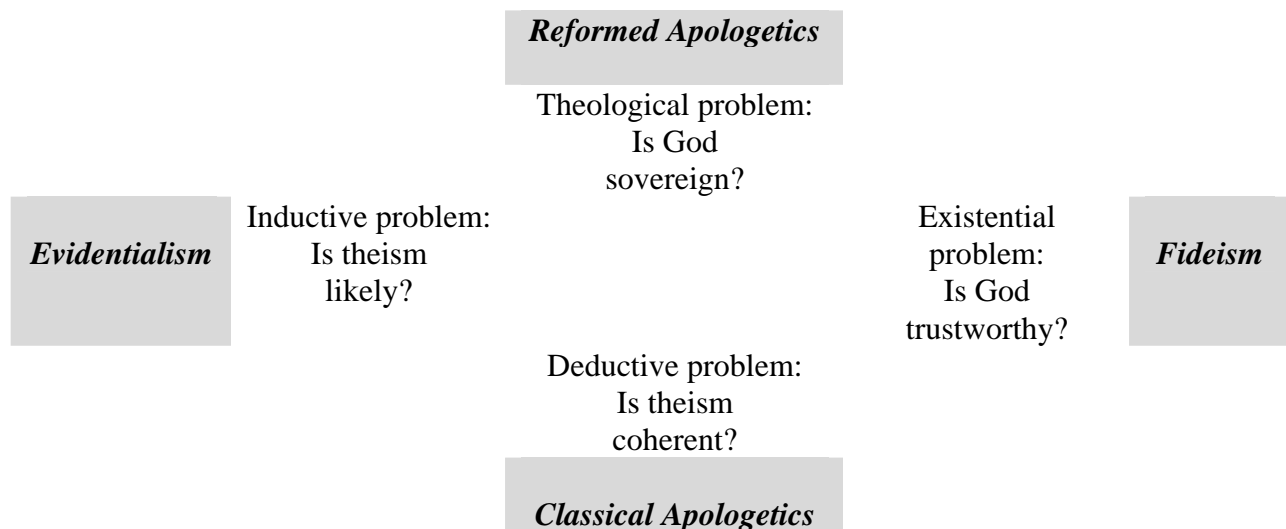 Reformed Apologetics
Theological problem:
Is God
sovereign?
Evidentialism
Inductive problem:
Is theism
likely?
Existential
problem:
Is God
trustworthy?
Fideism
Deductive problem:
Is theism
coherent?
Classical Apologetics